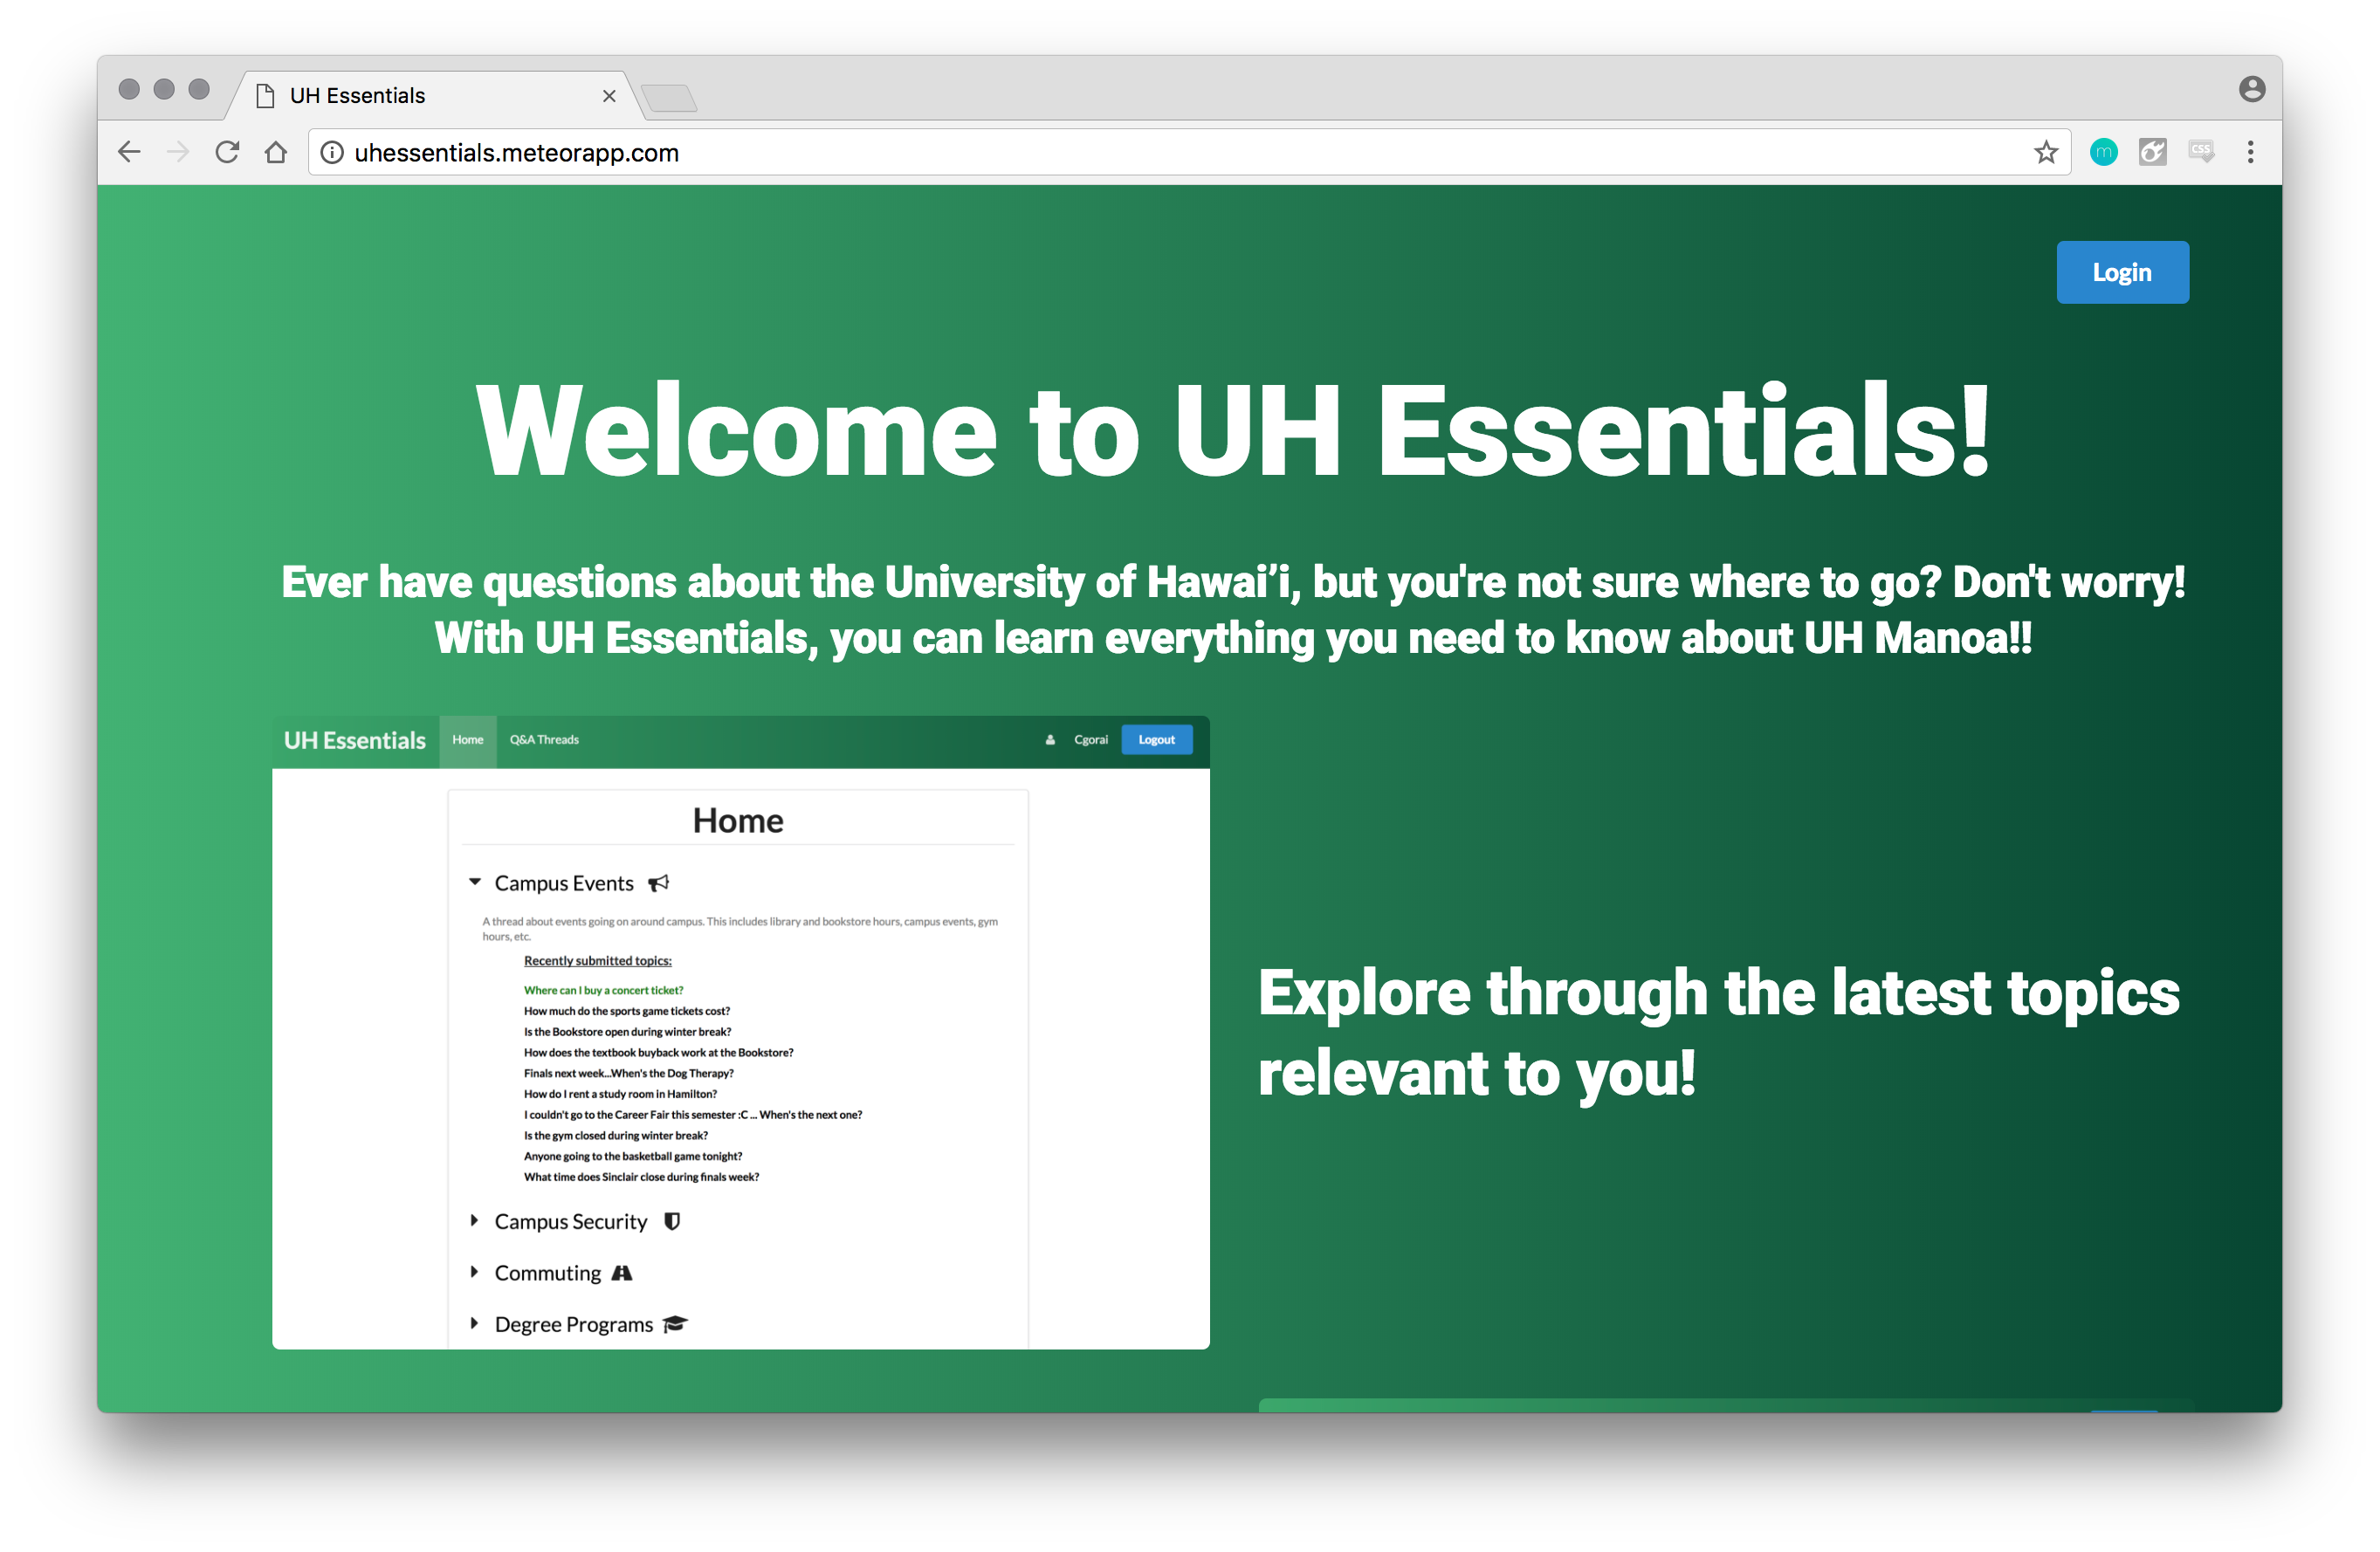 UH Essentials
uhessentials.meteorapp.com
m
CSS
Login
Welcome to UH Essentials!
Ever have questions about the University of Hawai’i, but you're not sure where to go? Don't worry!
With UH Essentials, you can learn everything you need to know about UH Manoa!!
UH Essentials Home Q&A Threads Cgorai Logout
Home
Campus Events
A thread about events going on around campus. This includes library and bookstore hours, campus events, gym
hours, etc.
Recently submitted topics:
Where can I buy a concert ticket?
How much do the sports game tickets cost?
Is the Bookstore open during winter break?
How does the textbook buyback work at the Bookstore?
Finals next week...When's the Dog Therapy?
How do I rent a study room in Hamilton?
I couldn't go to the Career Fair this semester :C ... When's the next one?
Is the gym closed during winter break?
Anyone going to the basketball game tonight?
What time does Sinclair close during finals week?
Campus Security
Commuting
Degree Programs
Explore through the latest topics
relevant to you!